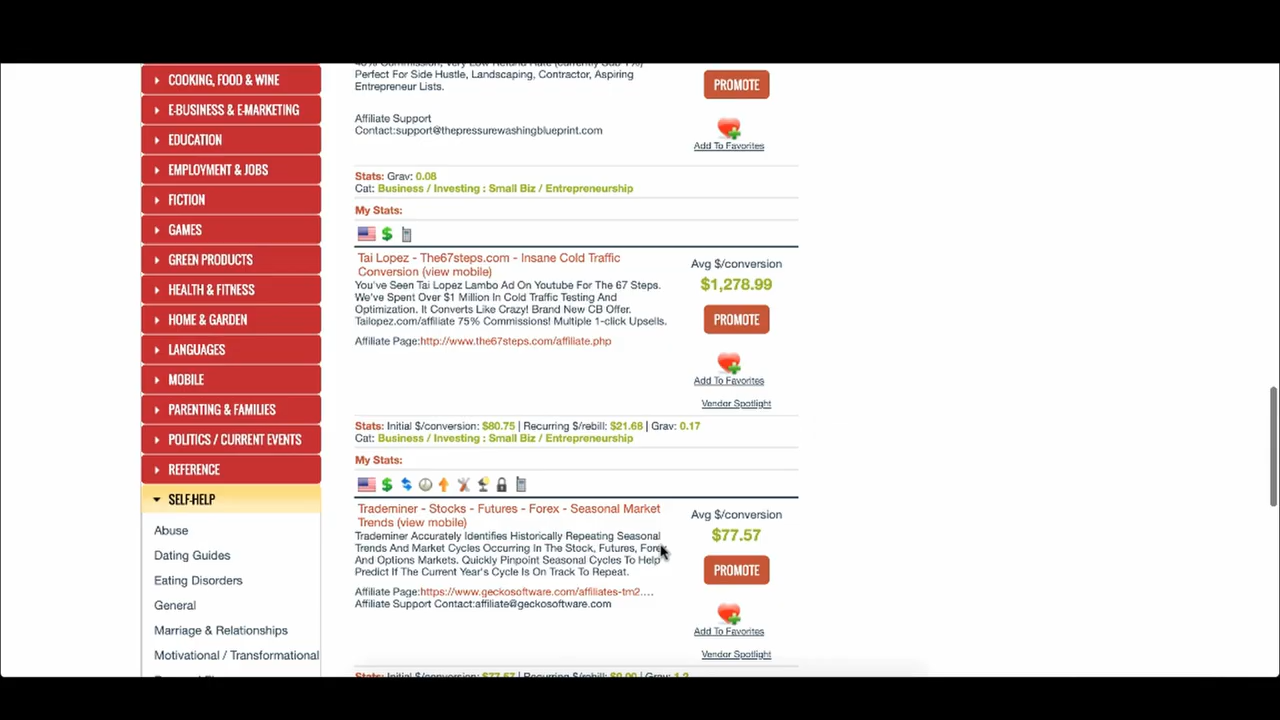 COOKING, FOOD & WINE
E-BUSINESS & E-MARKETING
EDUCATION
EMPLOYMENT & JOBS
FICTION
GAMES
GREEN PRODUCTS
HEALTH & FITNESS
HOME & GARDEN
LANGUAGES
MOBILE
PARENTING & FAMILIES
POLITICS / CURRENT EVENTS
REFERENCE
SELF-HELP
Abuse
Dating Guides
Eating Disorders
General
Marriage & Relationships
Motivational / Transformational
Perfect For Side Hustle, Landscaping, Contractor, Aspiring
Entrepreneur Lists.
Affiliate Support
Contact:support@thepressurewashingblueprint.com
PROMOTE
Add To Favorites
Stats: Grav: 0.08
Cat: Business / Investing : Small Biz / Entrepreneurship
My Stats:
Tai Lopez - The67steps.com - Insane Cold Traffic
Conversion (view mobile)
You've Seen Tai Lopez Lambo Ad On Youtube For The 67 Steps.
We've Spent Over $1 Million In Cold Traffic Testing And
Optimization. It Converts Like Crazy! Brand New CB Offer.
Tailopez.com/affiliate 75% Commissions! Multiple 1-click Upsells.
Affiliate Page:http://www.the67steps.com/affiliate.php
Avg $/conversion
$1,278.99
PROMOTE
Add To Favorites
Vendor Spotlight
Stats: Initial $/conversion: $80.75 | Recurring $/rebill: $21.68 | Grav: 0.17
Cat: Business / Investing : Small Biz / Entrepreneurship
My Stats:
Trademiner - Stocks - Futures - Forex - Seasonal Market
Trends (view mobile)
Trademiner Accurately Identifies Historically Repeating Seasonal
Trends And Market Cycles Occurring In The Stock, Futures, Forex
And Options Markets. Quickly Pinpoint Seasonal Cycles To Help
Predict If The Current Year's Cycle Is On Track To Repeat.
Affiliate Page:https://www.geckosoftware.com/affiliates-tm2....
Affiliate Support Contact:affiliate@geckosoftware.com
Avg $/conversion
$77.57
PROMOTE
Add To Favorites
Vendor Spotlight